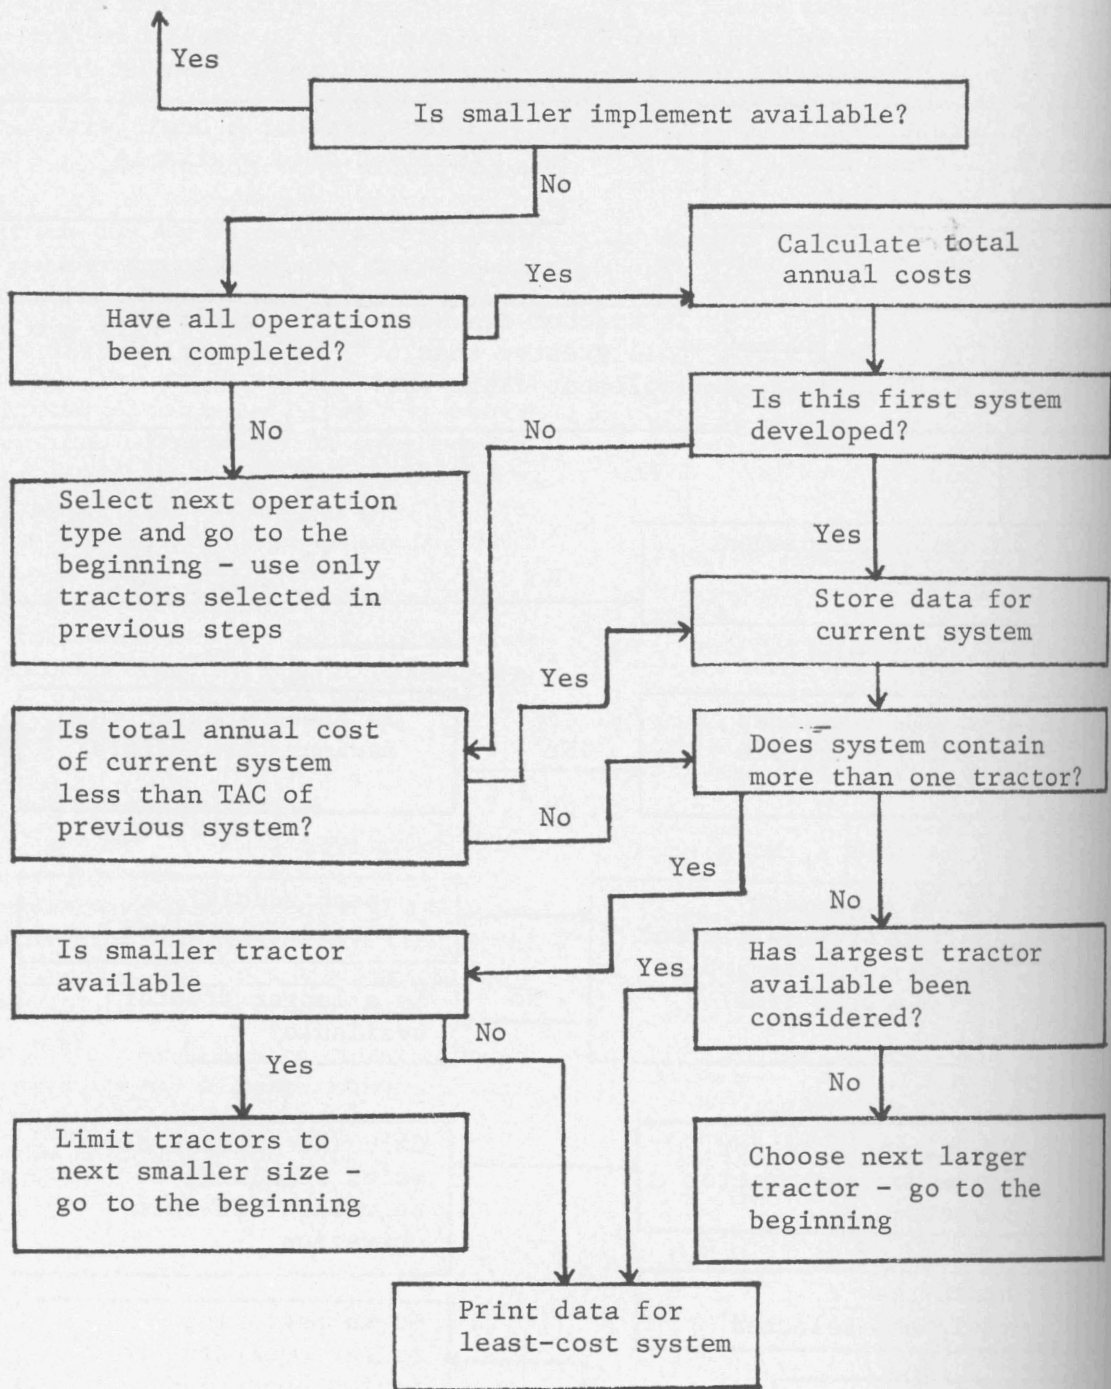 Yes
Is smaller implement available?
No
Calculate total
annual costs
Yes
Have all operations
been completed?
Is this first system
developed?
No
No
Select next operation
type and go to the
beginning - use only
tractors selected in
previous steps
Yes
Store data for
current system
Yes
Is total annual cost
of current system
less than TAC of
previous system?
Does system contain
more than one tractor?
No
Yes
No
Is smaller tractor
available
Has largest tractor
available been
considered?
Yes
No
Yes
No
Limit tractors to
next smaller size -
go to the beginning
Choose next larger
tractor - go to the
beginning
Print data for
least-cost system